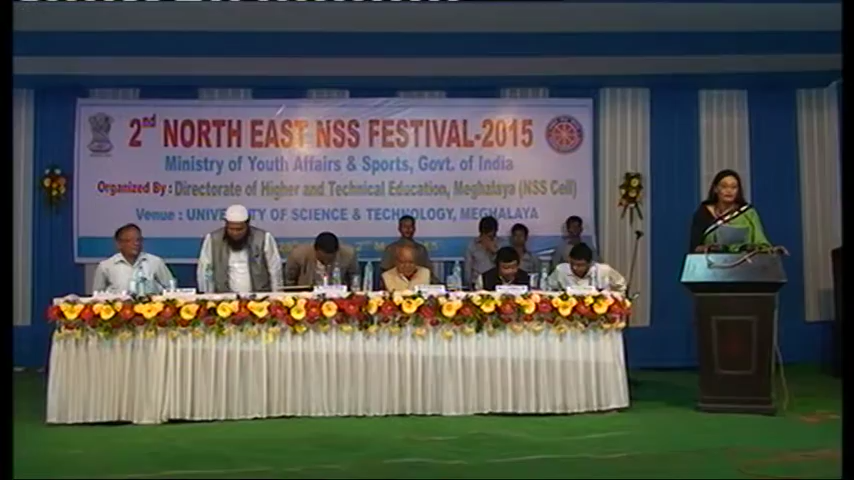 2nd NORTH EAST NSS FESTIVAL-2015
Ministry of Youth Affairs & Sports, Govt. of India
Organized By : Directorate of Higher and Technical Education, Meghalaya (NSS Cell)
Venue : UNIVERSITY OF SCIENCE & TECHNOLOGY, MEGHALAYA